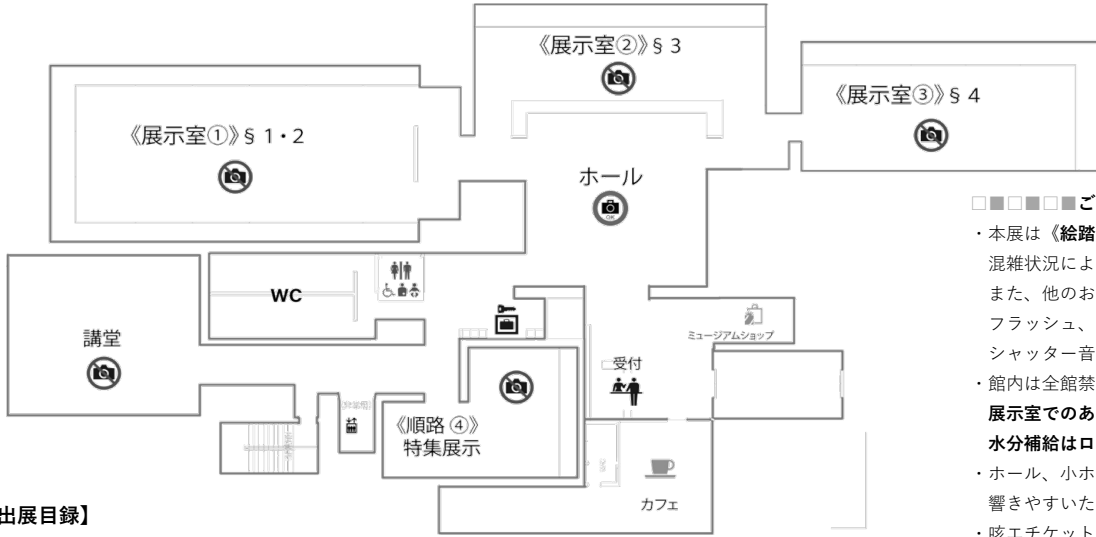 《展示室②》§ 3
《展示室③》§ 4
《展示室①》§ 1・2
ホール
OK
WC
講堂
ミュージアムショップ
受付
《順路 ④》
特集展示
カフェ
出展目録】
□■□■□■ご
・本展は《絵踏
混雑状況によ
また、他のお
フラッシュ、
シャッター音
・館内は全館禁
展示室でのあ
水分補給はロ
・ホール、小ホ
響きやすいた
・咳エチケット